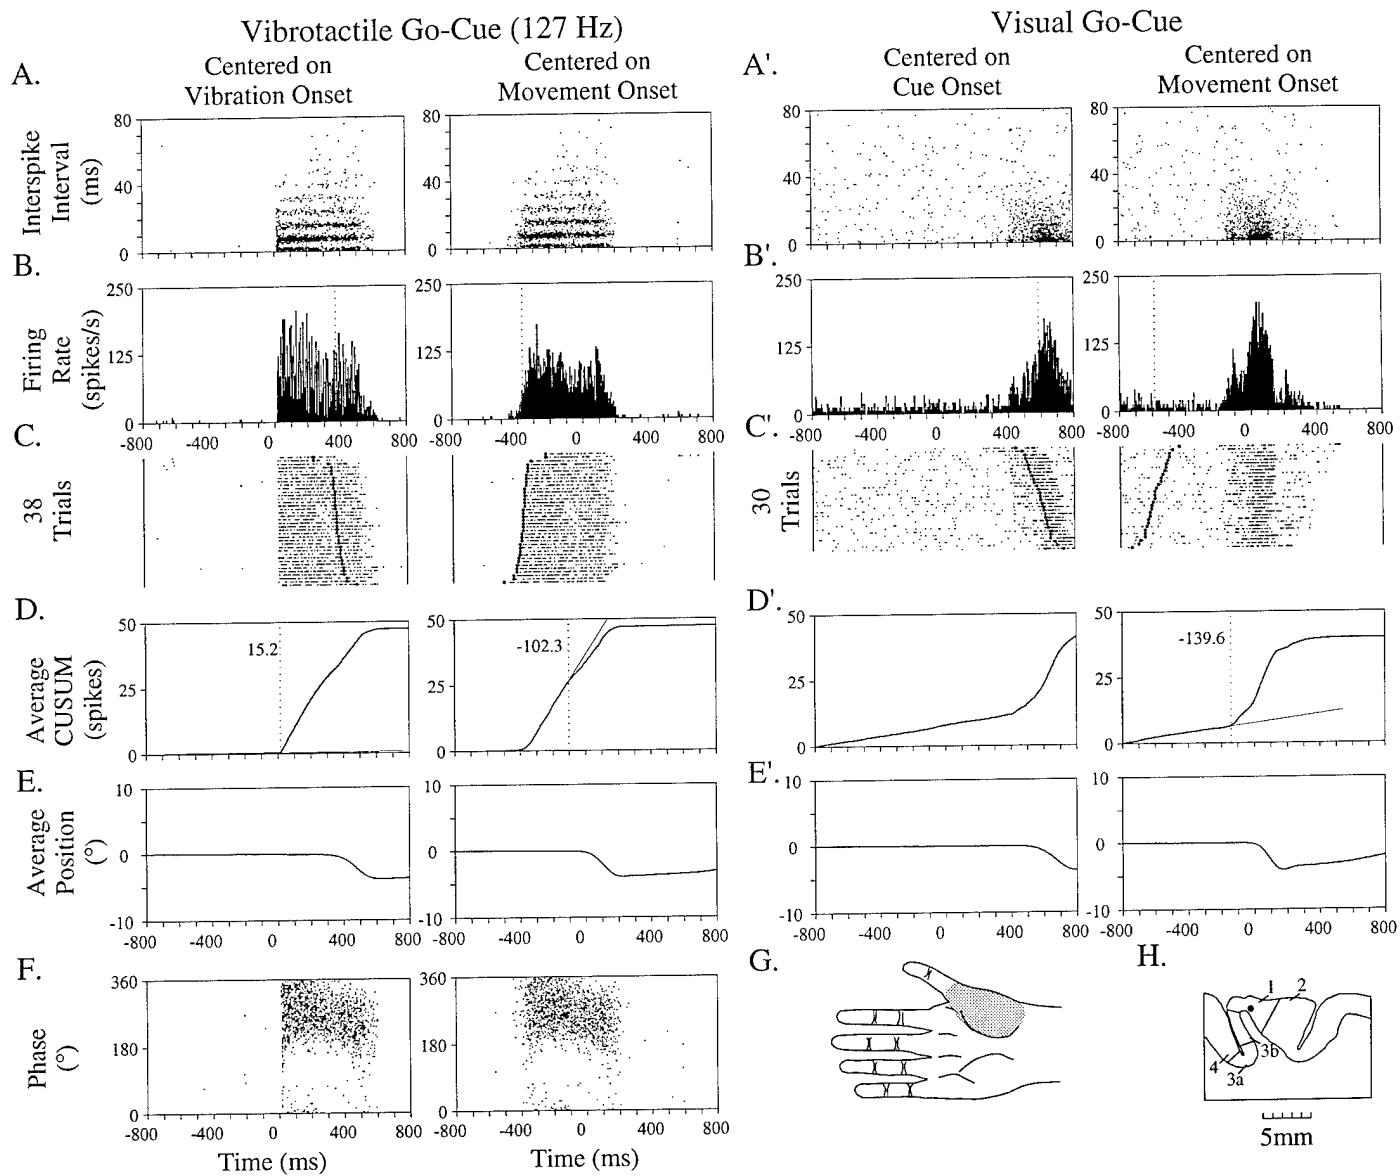 Vibrotactile Go-Cue (127 Hz)
Visual Go-Cue
A.
Centered on
Vibration Onset
Centered on
Movement Onset
A'.
Centered on
Cue Onset
Centered on
Movement Onset
Interspike
Interval
(ms)
80
40
0
80
40
0
80
40
0
80
40
0
B.
B'.
Firing
Rate
(spikes/s)
250
125
0
250
125
0
250
125
0
250
125
0
-800 -400 0 400 800
-800 -400 0 400 800
-800 -400 0 400 800
-800 -400 0 400 800
C.
C'.
38
Trials
30
Trials
D.
D'.
Average
CUSUM
(spikes)
50
25
0
15.2
50
25
0
-102.3
50
25
0
50
25
0
-139.6
E.
E'.
Average
Position
(°)
10
0
-10
10
0
-10
10
0
-10
10
0
-10
-800 -400 0 400 800
-800 -400 0 400 800
-800 -400 0 400 800
-800 -400 0 400 800
F.
Phase
(°)
360
180
0
360
180
0
-800 -400 0 400 800
-800 -400 0 400 800
Time (ms)
Time (ms)
G.
H.
1
2
3b
4
3a
5mm